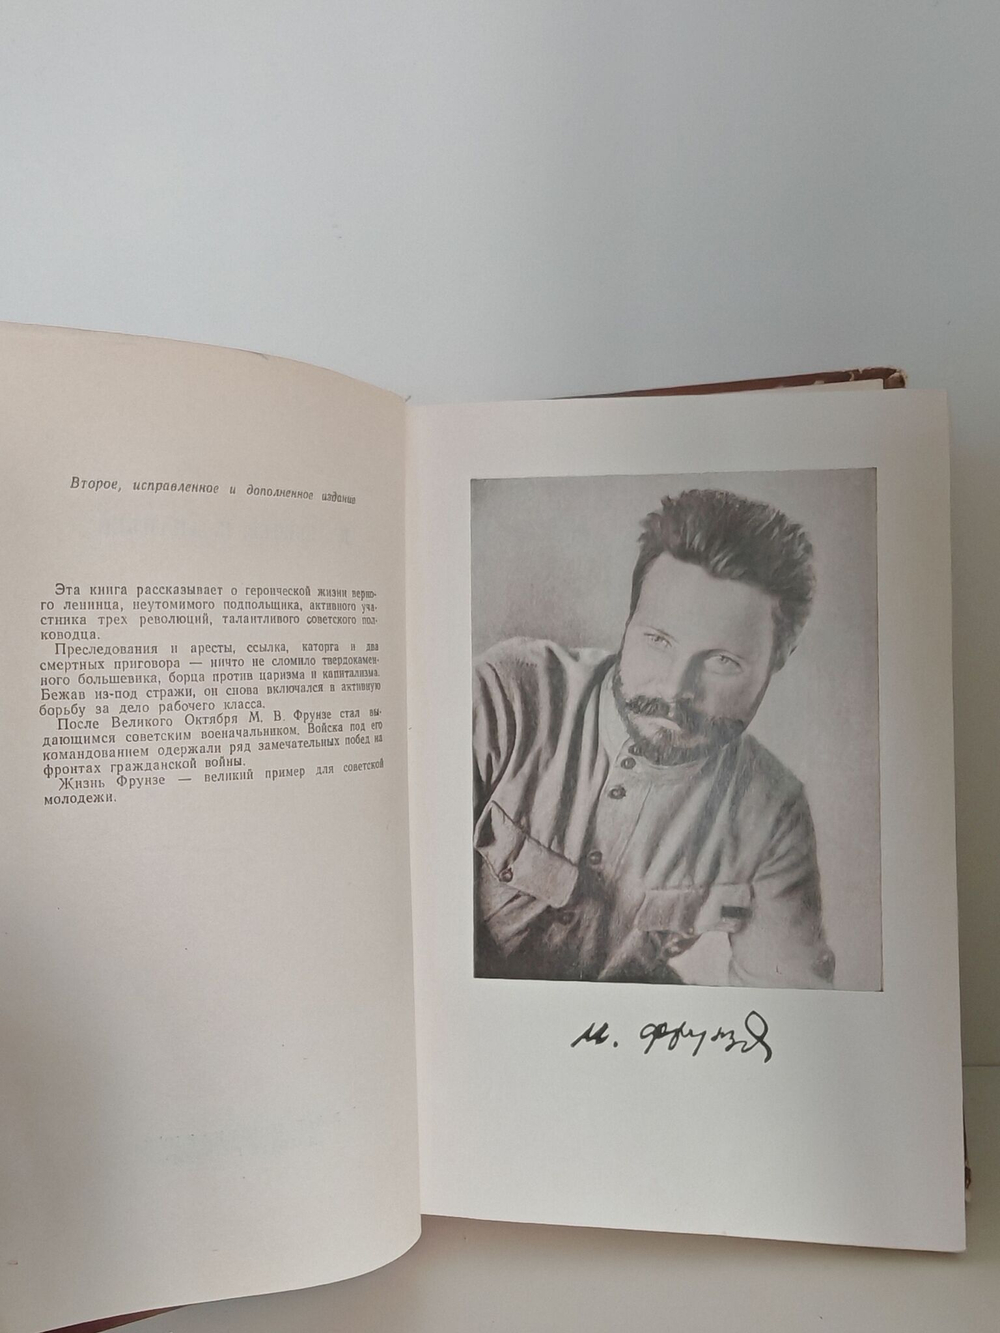 Второе, исправленное и дополненное издание
Эта книга рассказывает о героической жизни верно-
го ленинца, неутомимого подпольщика, активного уча-
стника трех революций, талантливого советского пол-
ководца.
Преследования и аресты, ссылка, каторга и два
смертных приговора — ничто не сломило твердокамен-
ного большевика, борца против царизма и капитализма.
Бежав из-под стражи, он снова включался в активную
борьбу за дело рабочего класса.
После Великого Октября М. В. Фрунзе стал вы-
дающимся советским военачальником. Войска под его
командованием одержали ряд замечательных побед на
фронтах гражданской войны.
Жизнь Фрунзе — великий пример для советской
молодежи.
М. Фрунзе